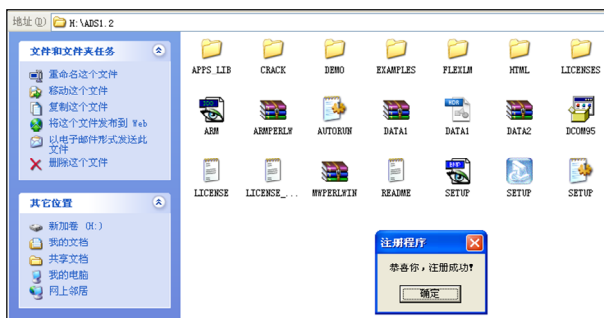 地址(D) H:\ADS1.2
文件和文件夹任务
重命名这个文件
移动这个文件
复制这个文件
将这个文件发布到 Web
以电子邮件形式发送此
文件
删除这个文件
其它位置
新加卷 (H:)
我的文档
共享文档
我的电脑
网上邻居
APPS_LIB CRACK DEMO EXAMPLES FLEXLM HTML LICENSES
ARM ARMPERLW AUTORUN DATA1 DATA1 DATA2 DCOM95
LICENSE LICENSE_... MWPERLWIN README SETUP SETUP SETUP
注册程序
恭喜你，注册成功！
确定